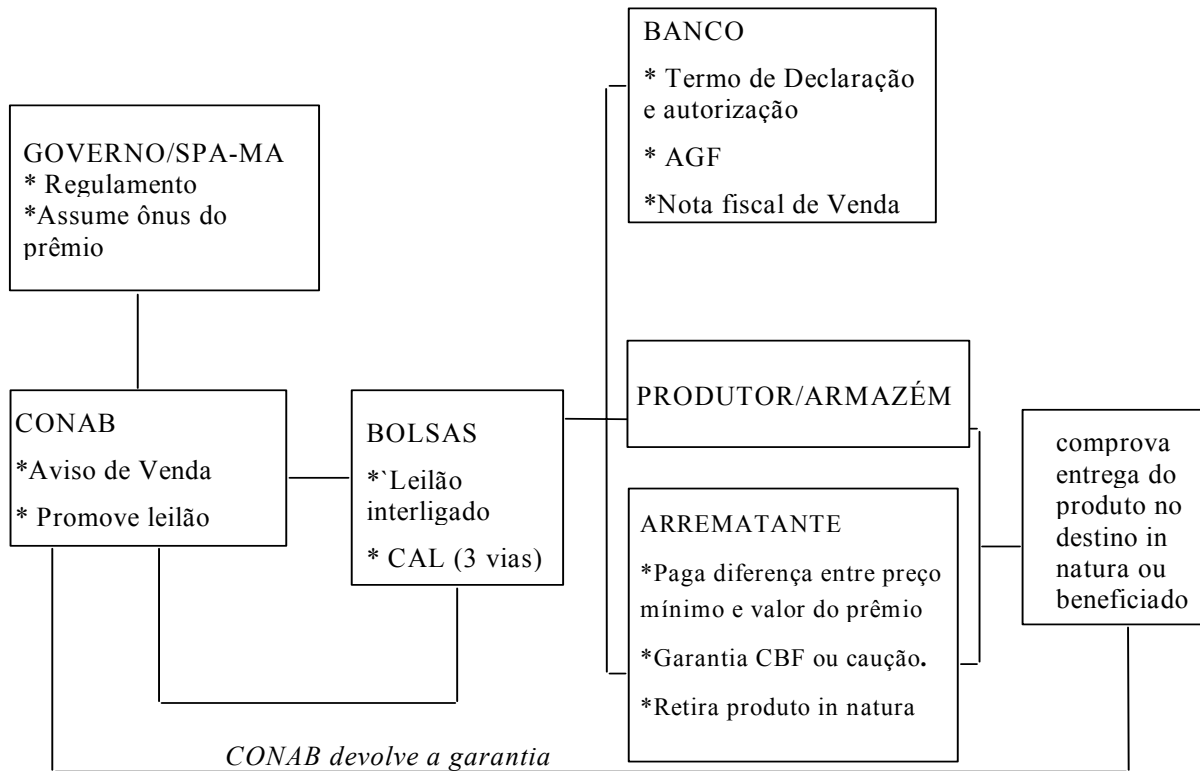 GOVERNO/SPA-MA
* Regulamento
*Assume ônus do
prêmio
CONAB
*Aviso de Venda
* Promove leilão
BOLSAS
*`Leilão
interligado
* CAL (3 vias)
BANCO
* Termo de Declaração
e autorização
* AGF
*Nota fiscal de Venda
PRODUTOR/ARMAZÉM
ARREMATANTE
*Paga diferença entre preço
mínimo e valor do prêmio
*Garantia CBF ou caução.
*Retira produto in natura
comprova
entrega do
produto no
destino in
natura ou
beneficiado
CONAB devolve a garantia